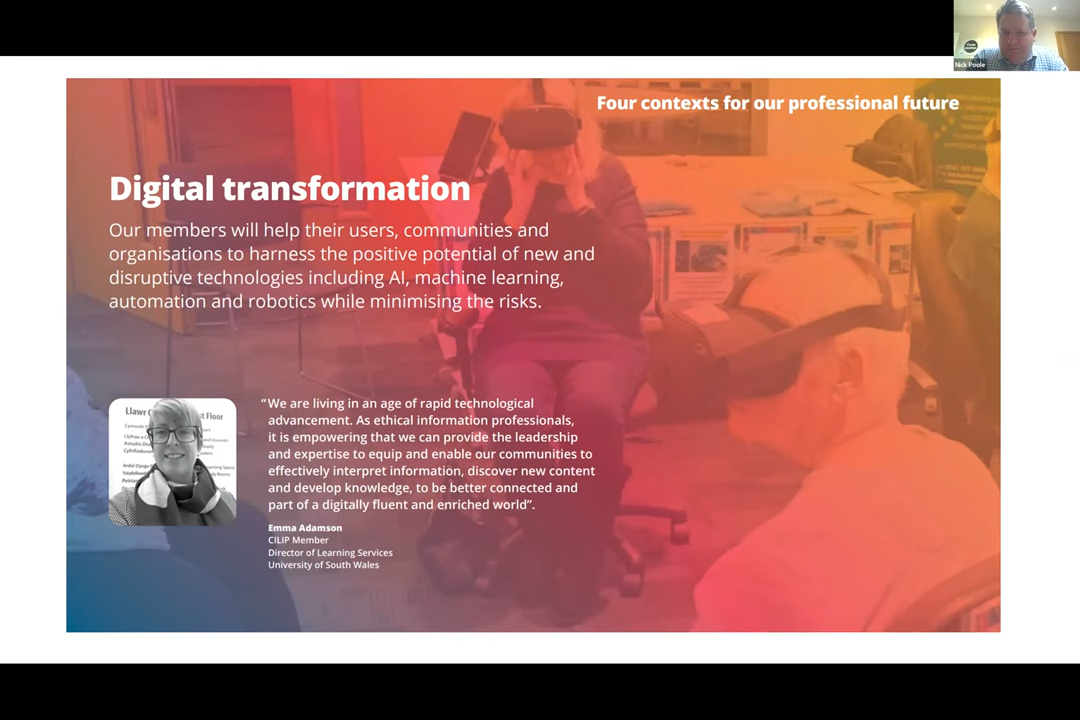 Nick Poole
Four contexts for our professional future
Digital transformation
Our members will help their users, communities and
organisations to harness the positive potential of new and
disruptive technologies including AI, machine learning,
automation and robotics while minimising the risks.
Llawr
st Floor
“We are living in an age of rapid technological
advancement. As ethical information professionals,
it is empowering that we can provide the leadership
and expertise to equip and enable our communities to
effectively interpret information, discover new content
and develop knowledge, to be better connected and
part of a digitally fluent and enriched world”.
Emma Adamson
CILIP Member
Director of Learning Services
University of South Wales